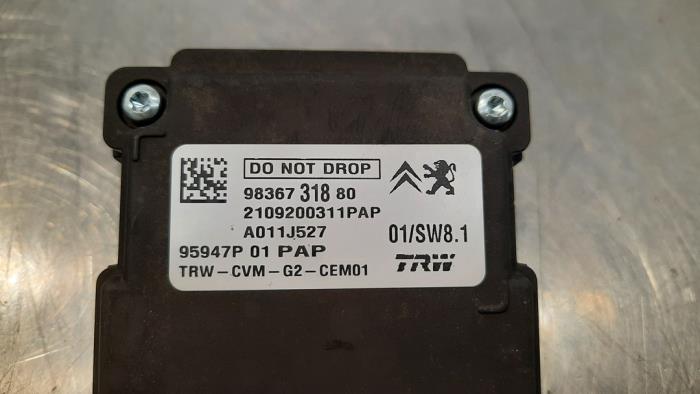 DO NOT DROP
98367 318 80
2109200311PAP
A011J527
01/SW8.1
95947P 01 PAP
TRW-CVM-G2-CEM01
TRW